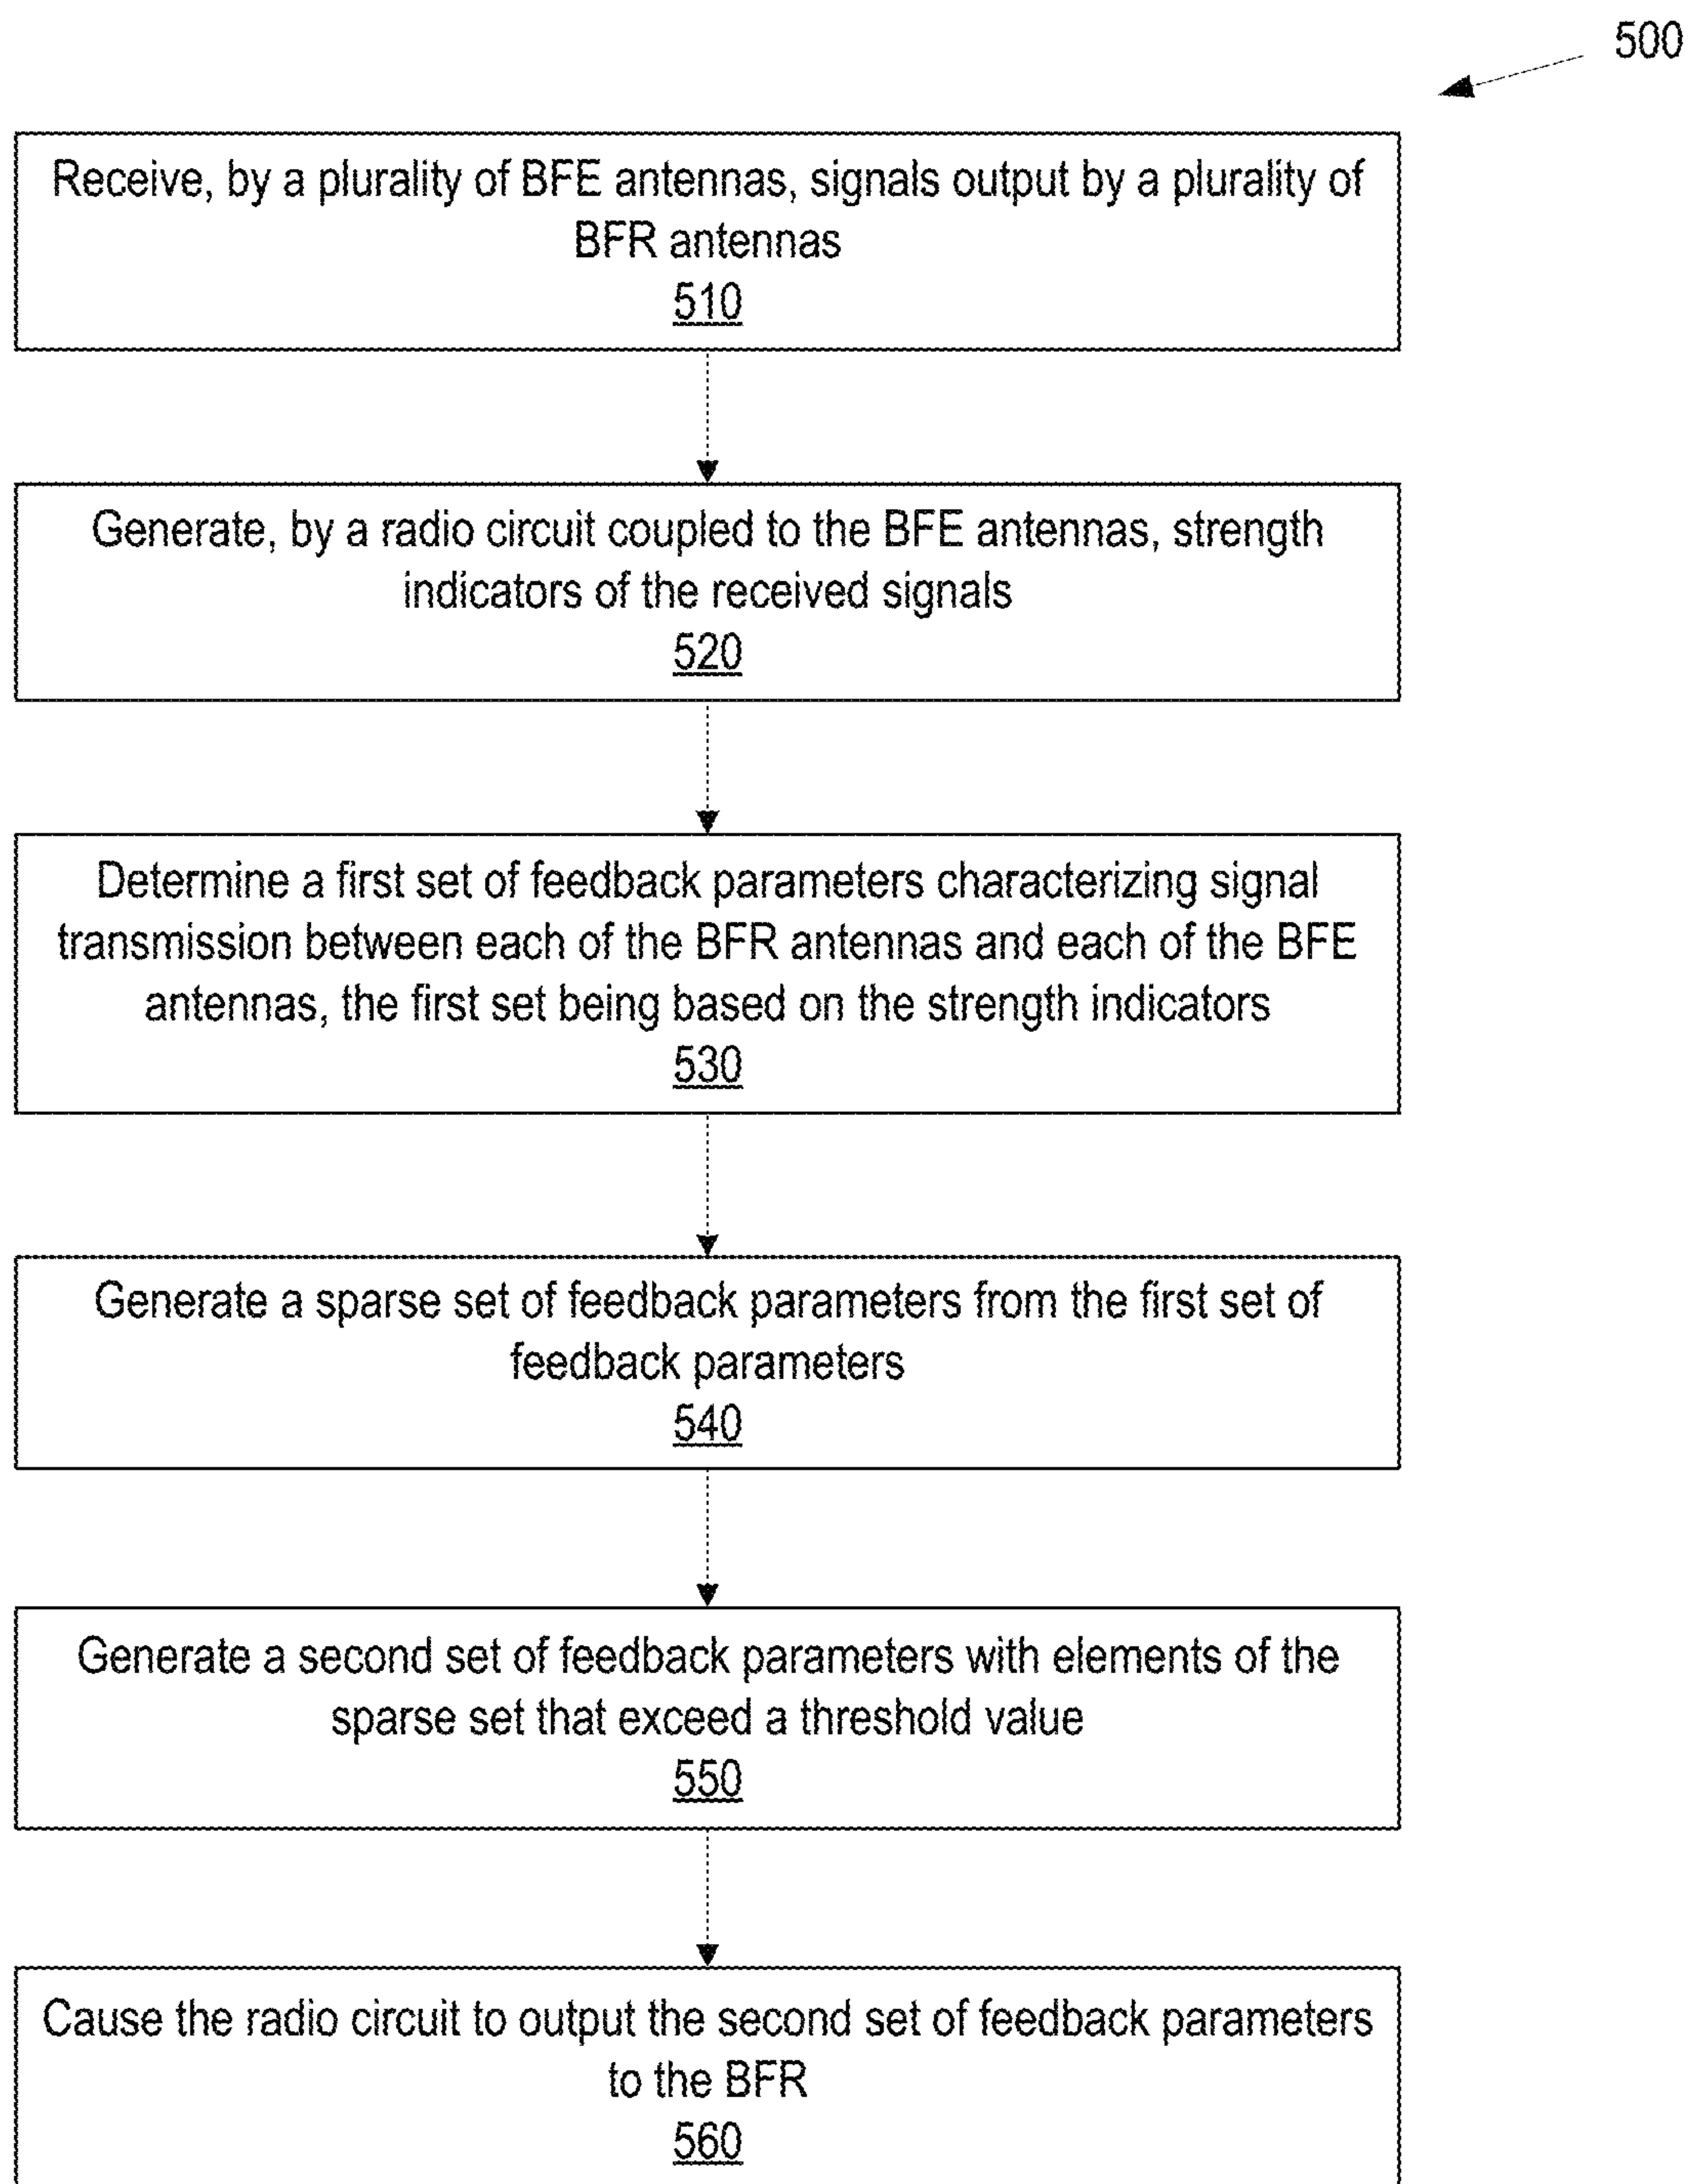 500
Receive, by a plurality of BFE antennas, signals output by a plurality of
BFR antennas
510
Generate, by a radio circuit coupled to the BFE antennas, strength
indicators of the received signals
520
Determine a first set of feedback parameters characterizing signal
transmission between each of the BFR antennas and each of the BFE
antennas, the first set being based on the strength indicators
530
Generate a sparse set of feedback parameters from the first set of
feedback parameters
540
Generate a second set of feedback parameters with elements of the
sparse set that exceed a threshold value
550
Cause the radio circuit to output the second set of feedback parameters
to the BFR
560